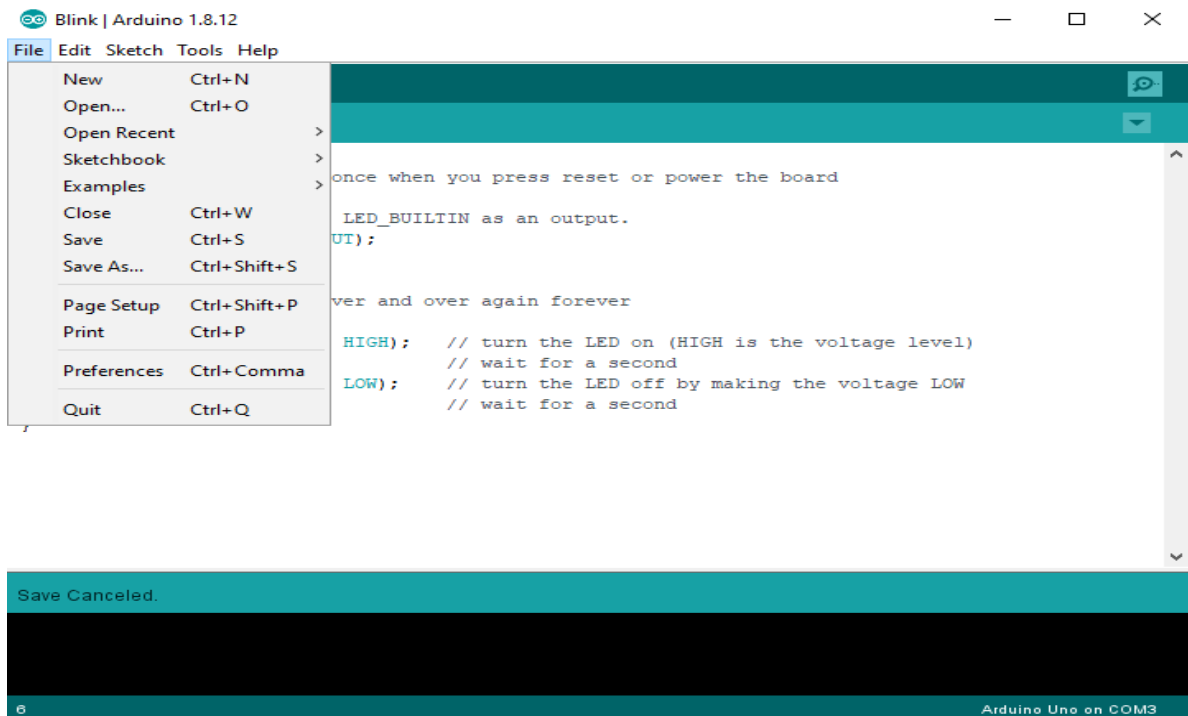 Blink | Arduino 1.8.12
File Edit Sketch Tools Help
New Ctrl+N
Open... Ctrl+O
Open Recent
Sketchbook
Examples
Close Ctrl+W
Save Ctrl+S
Save As... Ctrl+Shift+S
Page Setup Ctrl+Shift+P
Print Ctrl+P
Preferences Ctrl+Comma
Quit Ctrl+Q
once when you press reset or power the board
LED_BUILTIN as an output.
UT);
ver and over again forever
HIGH); // turn the LED on (HIGH is the voltage level)
// wait for a second
LOW); // turn the LED off by making the voltage LOW
// wait for a second
}
Save Canceled.
6 Arduino Uno on COM3